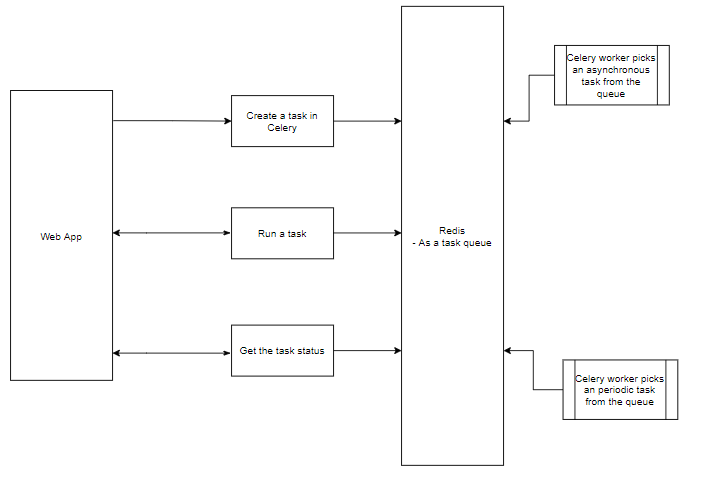 Web App
Create a task in
Celery
Run a task
Get the task status
Redis
- As a task queue
Celery worker picks
an asynchronous
task from the
queue
Celery worker picks
an periodic task
from the queue